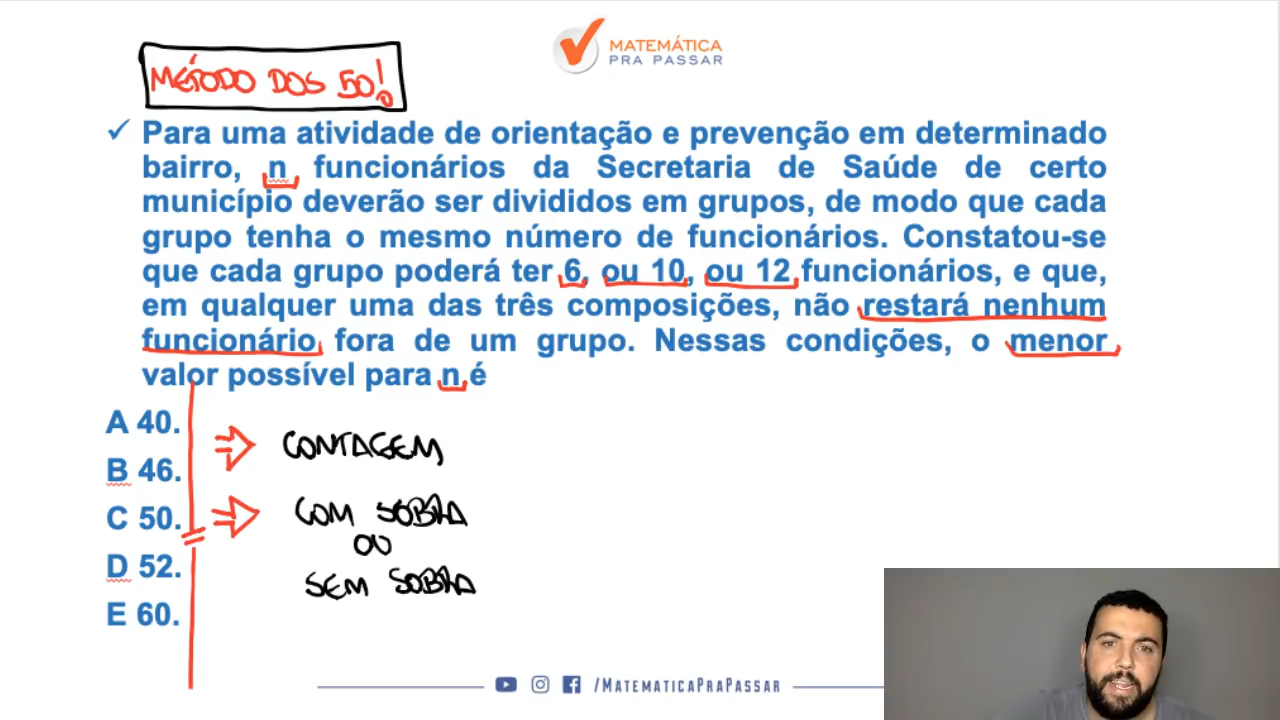 MATEMÁTICA
PRA PASSAR
MÉTODO DOS 50!
Para uma atividade de orientação e prevenção em determinado
bairro, n funcionários da Secretaria de Saúde de certo
município deverão ser divididos em grupos, de modo que cada
grupo tenha o mesmo número de funcionários. Constatou-se
que cada grupo poderá ter 6, ou 10, ou 12 funcionários, e que,
em qualquer uma das três composições, não restará nenhum
funcionário fora de um grupo. Nessas condições, o menor
valor possível para n é
A 40.
B 46.
C 50.
D 52.
E 60.
CONTAGEM
COM SOBRA
OU
SEM SOBRA
/MATEMATICAPRAPASSAR